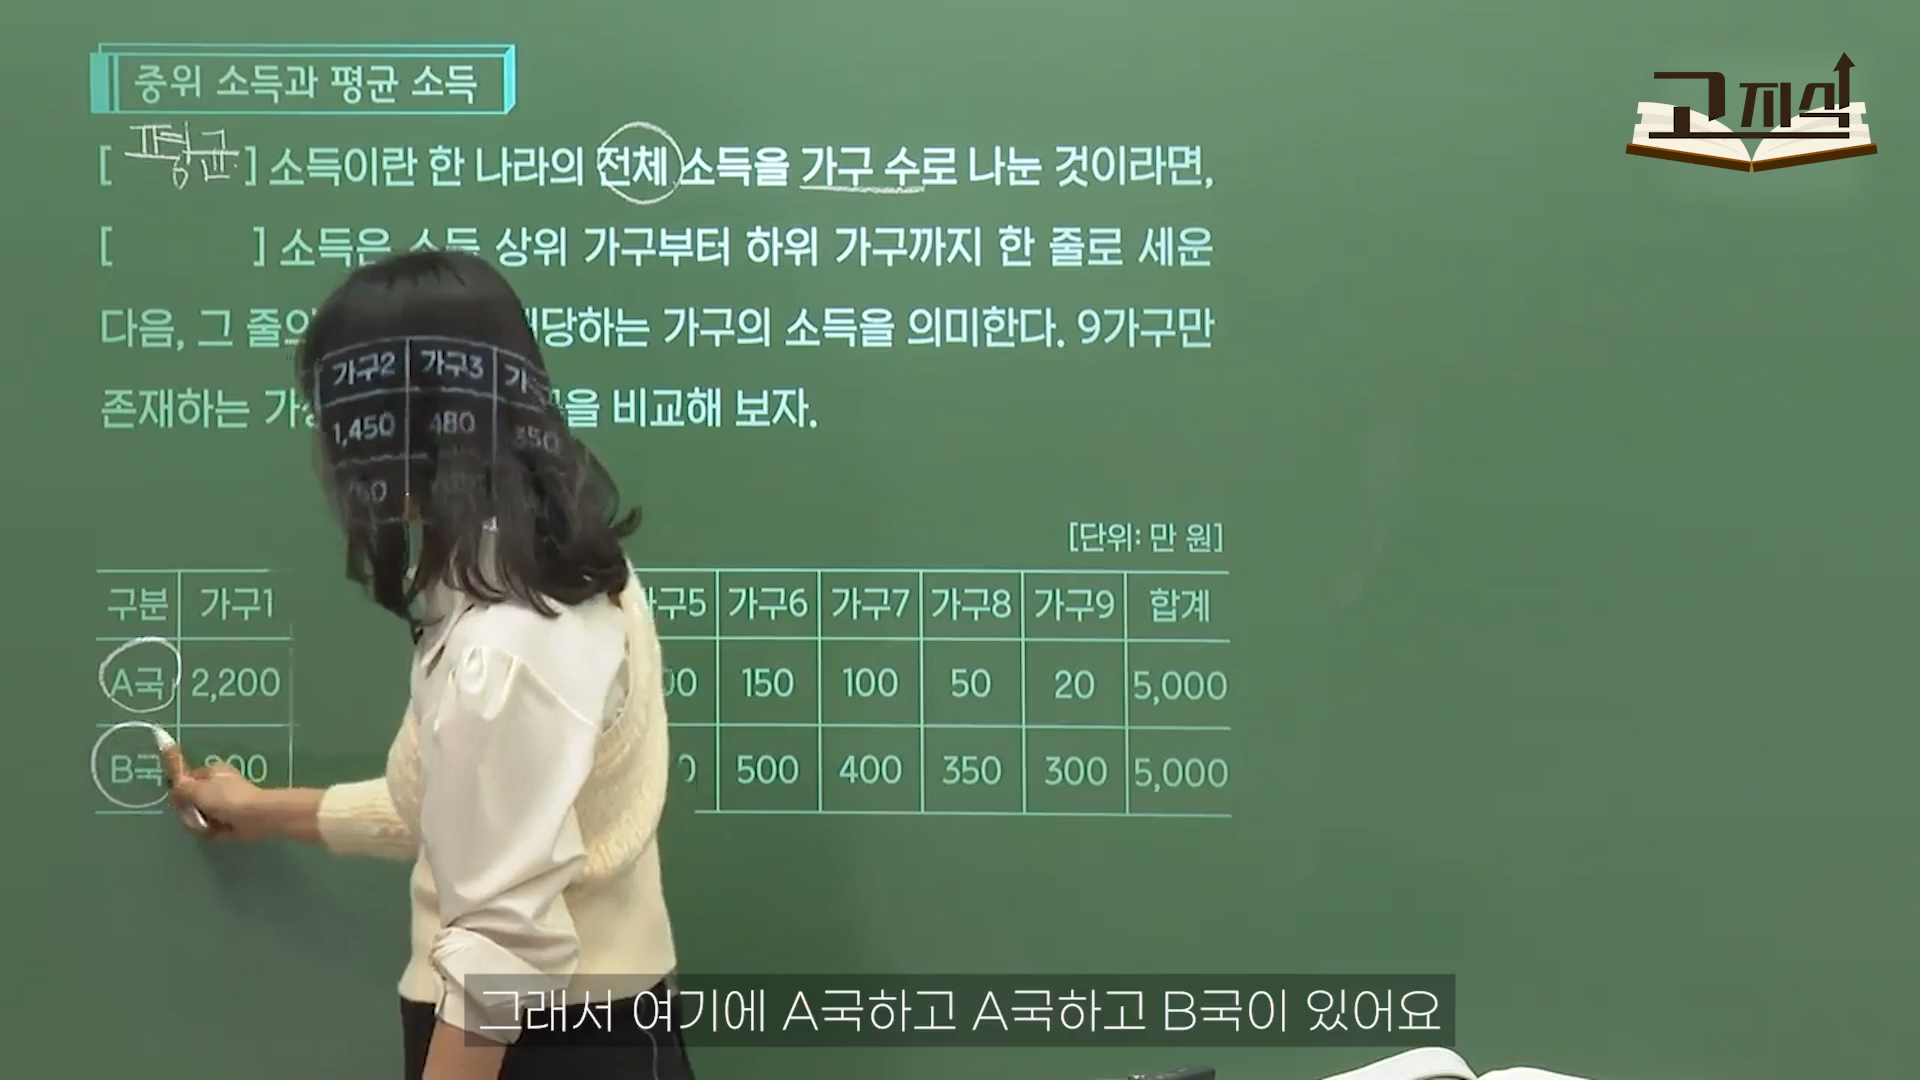 중위 소득과 평균 소득
고찌식
[ 평균 ] 소득이란 한 나라의 전체 소득을 가구 수로 나눈 것이라면,
[ ] 소득은 소득 상위 가구부터 하위 가구까지 한 줄로 세운
다음, 그 줄의 해당하는 가구의 소득을 의미한다. 9가구만
존재하는 을 비교해 보자.
가구2 가구3
1,450 480 350
[단위: 만 원]
구분 가구1 가구5 가구6 가구7 가구8 가구9 합계
A국 2,200 150 100 50 20 5,000
B국 500 400 350 300 5,000
그래서 여기에 A국하고 A국하고 B국이 있어요